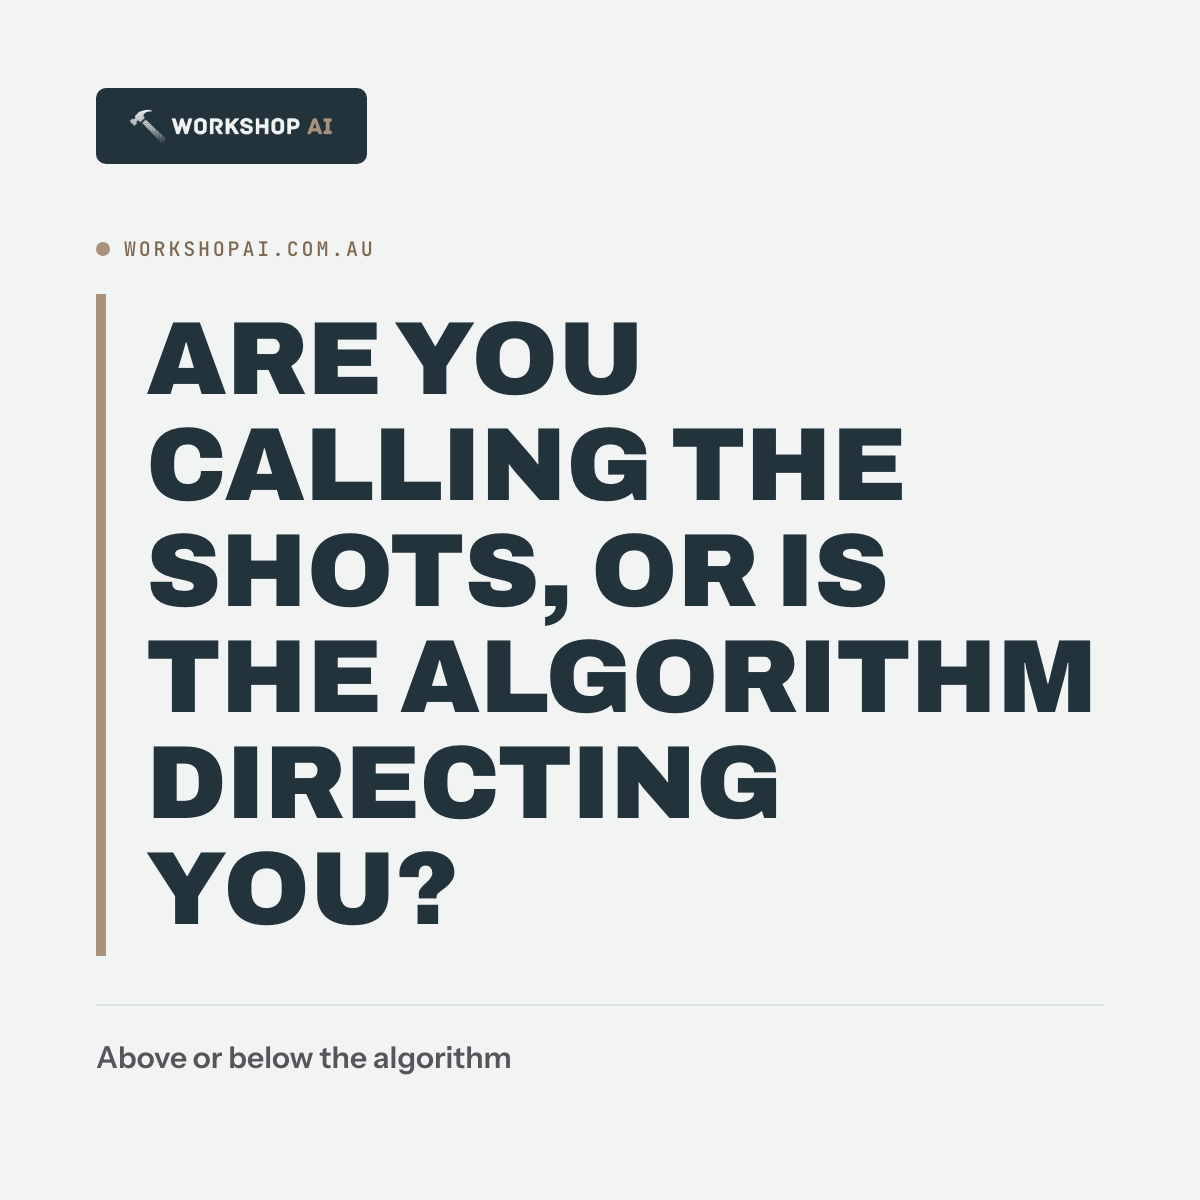 WORKSHOP AI
WORKSHOPAI.COM.AU
ARE YOU
CALLING THE
SHOTS, OR IS
THE ALGORITHM
DIRECTING
YOU?
Above or below the algorithm